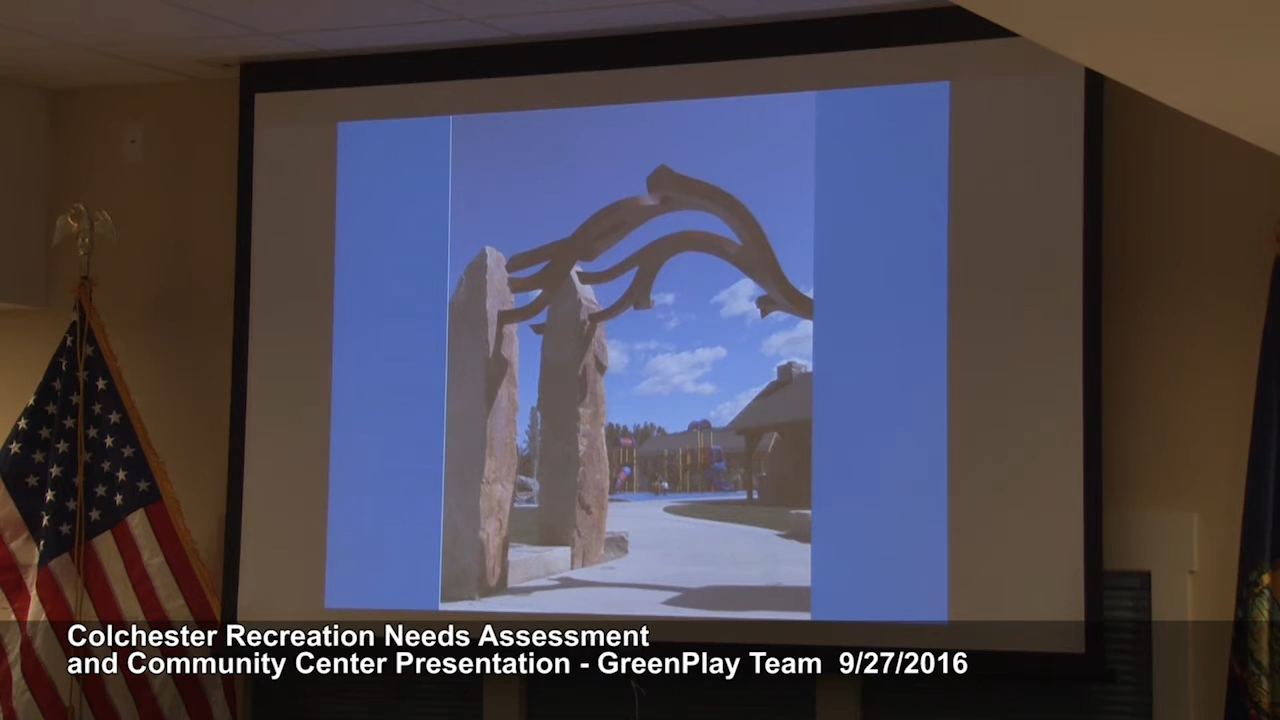 Colchester Recreation Needs Assessment
and Community Center Presentation - GreenPlay Team 9/27/2016